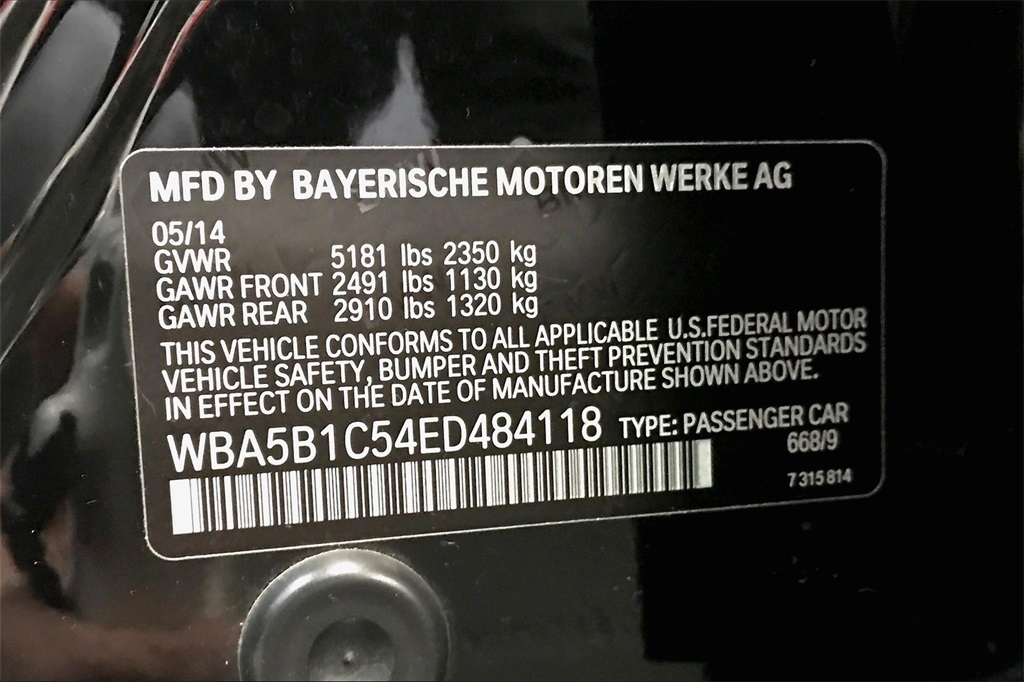 MFD BY BAYERISCHE MOTOREN WERKE AG
05/14
GVWR 5181 lbs 2350 kg
GAWR FRONT 2491 lbs 1130 kg
GAWR REAR 2910 lbs 1320 kg
THIS VEHICLE CONFORMS TO ALL APPLICABLE U.S.FEDERAL MOTOR
VEHICLE SAFETY, BUMPER AND THEFT PREVENTION STANDARDS
IN EFFECT ON THE DATE OF MANUFACTURE SHOWN ABOVE.
WBA5B1C54ED484118 TYPE: PASSENGER CAR
668/9
7 315 814